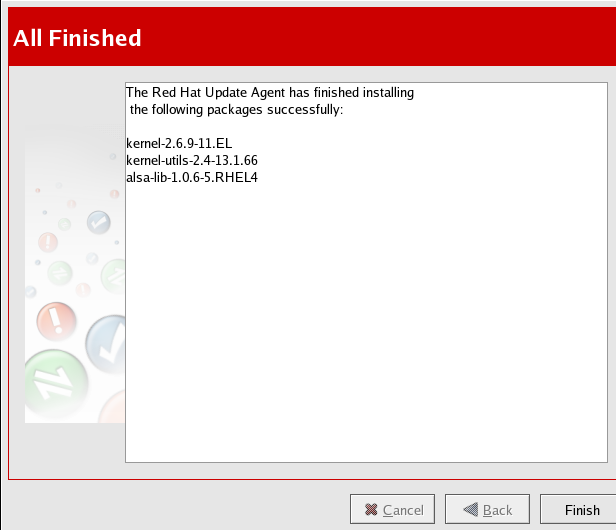 All Finished
The Red Hat Update Agent has finished installing
the following packages successfully:
kernel-2.6.9-11.EL
kernel-utils-2.4-13.1.66
alsa-lib-1.0.6-5.RHEL4
Cancel Back Finish